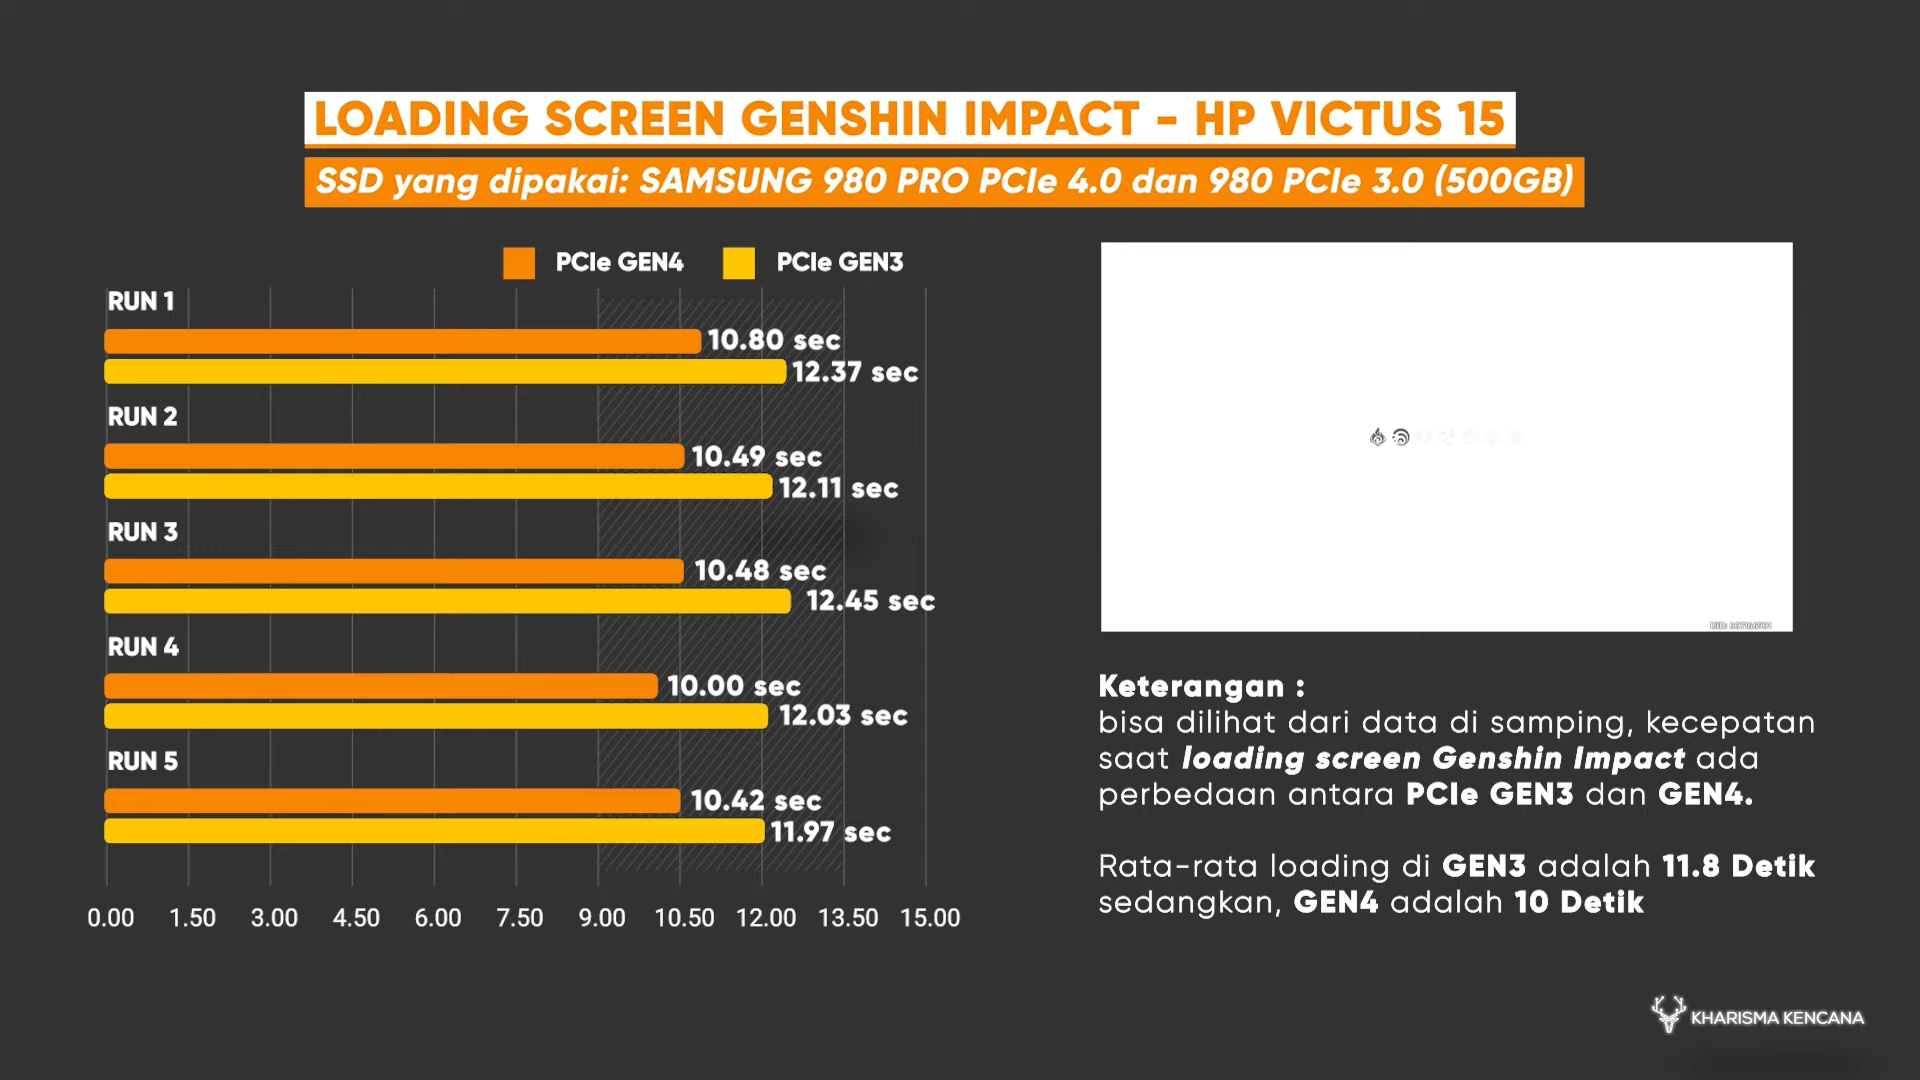 LOADING SCREEN GENSHIN IMPACT - HP VICTUS 15
SSD yang dipakai: SAMSUNG 980 PRO PCIe 4.0 dan 980 PCIe 3.0 (500GB)
PCIe GEN4
PCIe GEN3
RUN 1
10.80 sec
12.37 sec
RUN 2
10.49 sec
12.11 sec
RUN 3
10.48 sec
12.45 sec
RUN 4
10.00 sec
12.03 sec
RUN 5
10.42 sec
11.97 sec
0.00 1.50 3.00 4.50 6.00 7.50 9.00 10.50 12.00 13.50 15.00
Keterangan :
bisa dilihat dari data di samping, kecepatan
saat loading screen Genshin Impact ada
perbedaan antara PCIe GEN3 dan GEN4.
Rata-rata loading di GEN3 adalah 11.8 Detik
sedangkan, GEN4 adalah 10 Detik
KHARISMA KENCANA